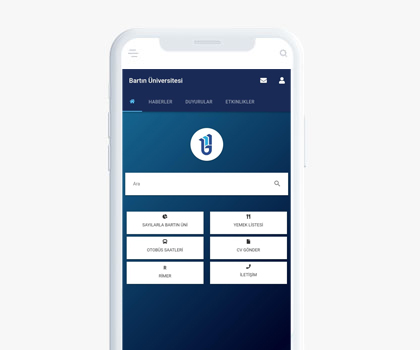 Bartın Üniversitesi
HABERLER DUYURULAR ETKİNLİKLER
Ara
SAYILARLA BARTIN ÜNİ YEMEK LİSTESİ
OTOBÜS SAATLERİ CV GÖNDER
RİMER İLETİŞİM